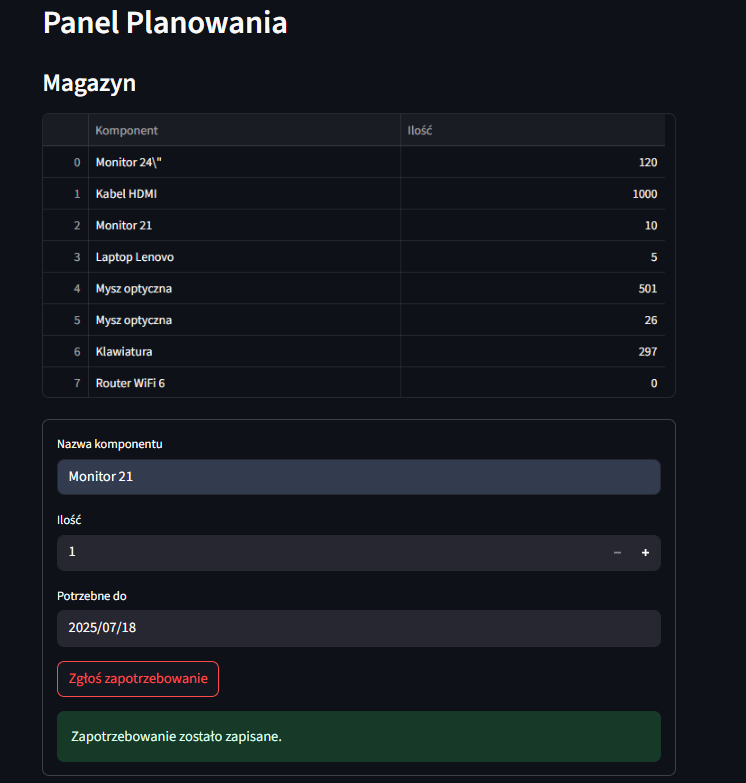 Panel Planowania
Magazyn
Komponent Ilość
0 Monitor 24\" 120
1 Kabel HDMI 1000
2 Monitor 21 10
3 Laptop Lenovo 5
4 Mysz optyczna 501
5 Mysz optyczna 26
6 Klawiatura 297
7 Router WiFi 6 0
Nazwa komponentu
Monitor 21
Ilość
1 − +
Potrzebne do
2025/07/18
Zgłoś zapotrzebowanie
Zapotrzebowanie zostało zapisane.